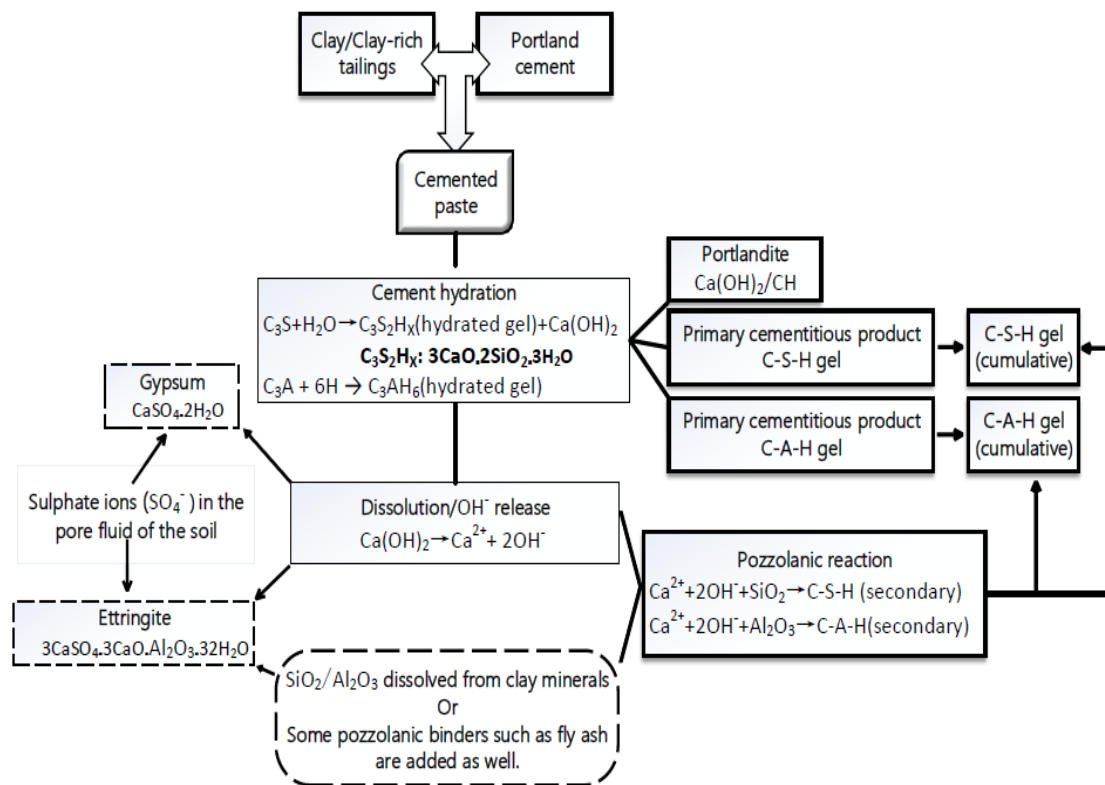 Clay/Clay-rich
tailings
Portland
cement
Cemented
paste
Cement hydration
C₃S+H₂O→C₃S₂Hₓ(hydrated gel)+Ca(OH)₂
C₃S₂Hₓ: 3CaO.2SiO₂.3H₂O
C₃A + 6H → C₃AH₆(hydrated gel)
Portlandite
Ca(OH)₂/CH
Primary cementitious product
C-S-H gel
C-S-H gel
(cumulative)
Primary cementitious product
C-A-H gel
C-A-H gel
(cumulative)
Gypsum
CaSO₄.2H₂O
Sulphate ions (SO₄⁻) in the
pore fluid of the soil
Dissolution/OH⁻ release
Ca(OH)₂→Ca²⁺+ 2OH⁻
Pozzolanic reaction
Ca²⁺+2OH⁻+SiO₂→C-S-H (secondary)
Ca²⁺+2OH⁻+Al₂O₃→C-A-H(secondary)
Ettringite
3CaSO₄.3CaO.Al₂O₃.32H₂O
SiO₂/Al₂O₃ dissolved from clay minerals
Or
Some pozzolanic binders such as fly ash
are added as well.